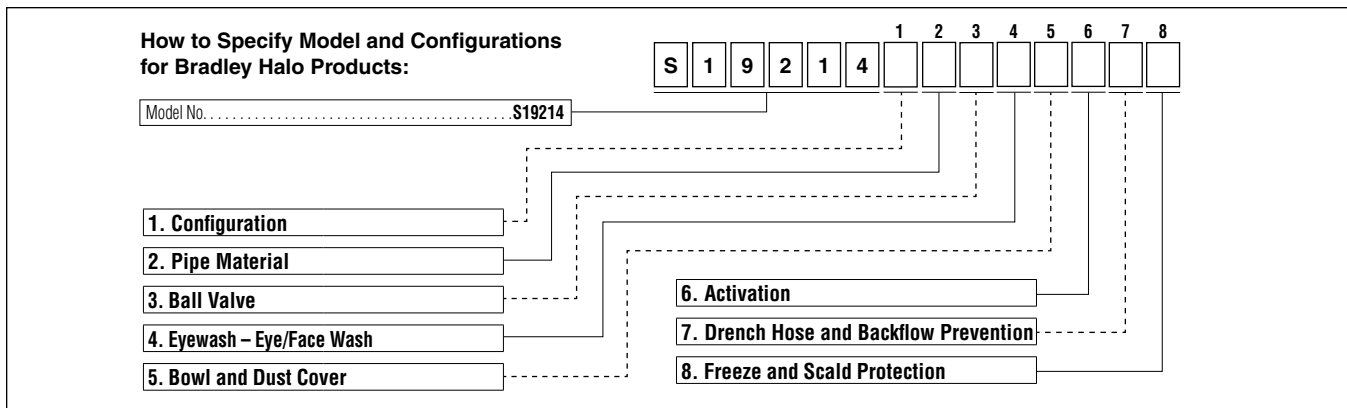 How to Specify Model and Configurations
for Bradley Halo Products:
1 2 3 4 5 6 7 8
S 1 9 2 1 4
Model No. . . . . . . . . . . . . . . . . . . . . . . . . . . . . . . . . . . . . . . . . .S19214
1. Configuration
2. Pipe Material
3. Ball Valve
4. Eyewash – Eye/Face Wash
5. Bowl and Dust Cover
6. Activation
7. Drench Hose and Backflow Prevention
8. Freeze and Scald Protection